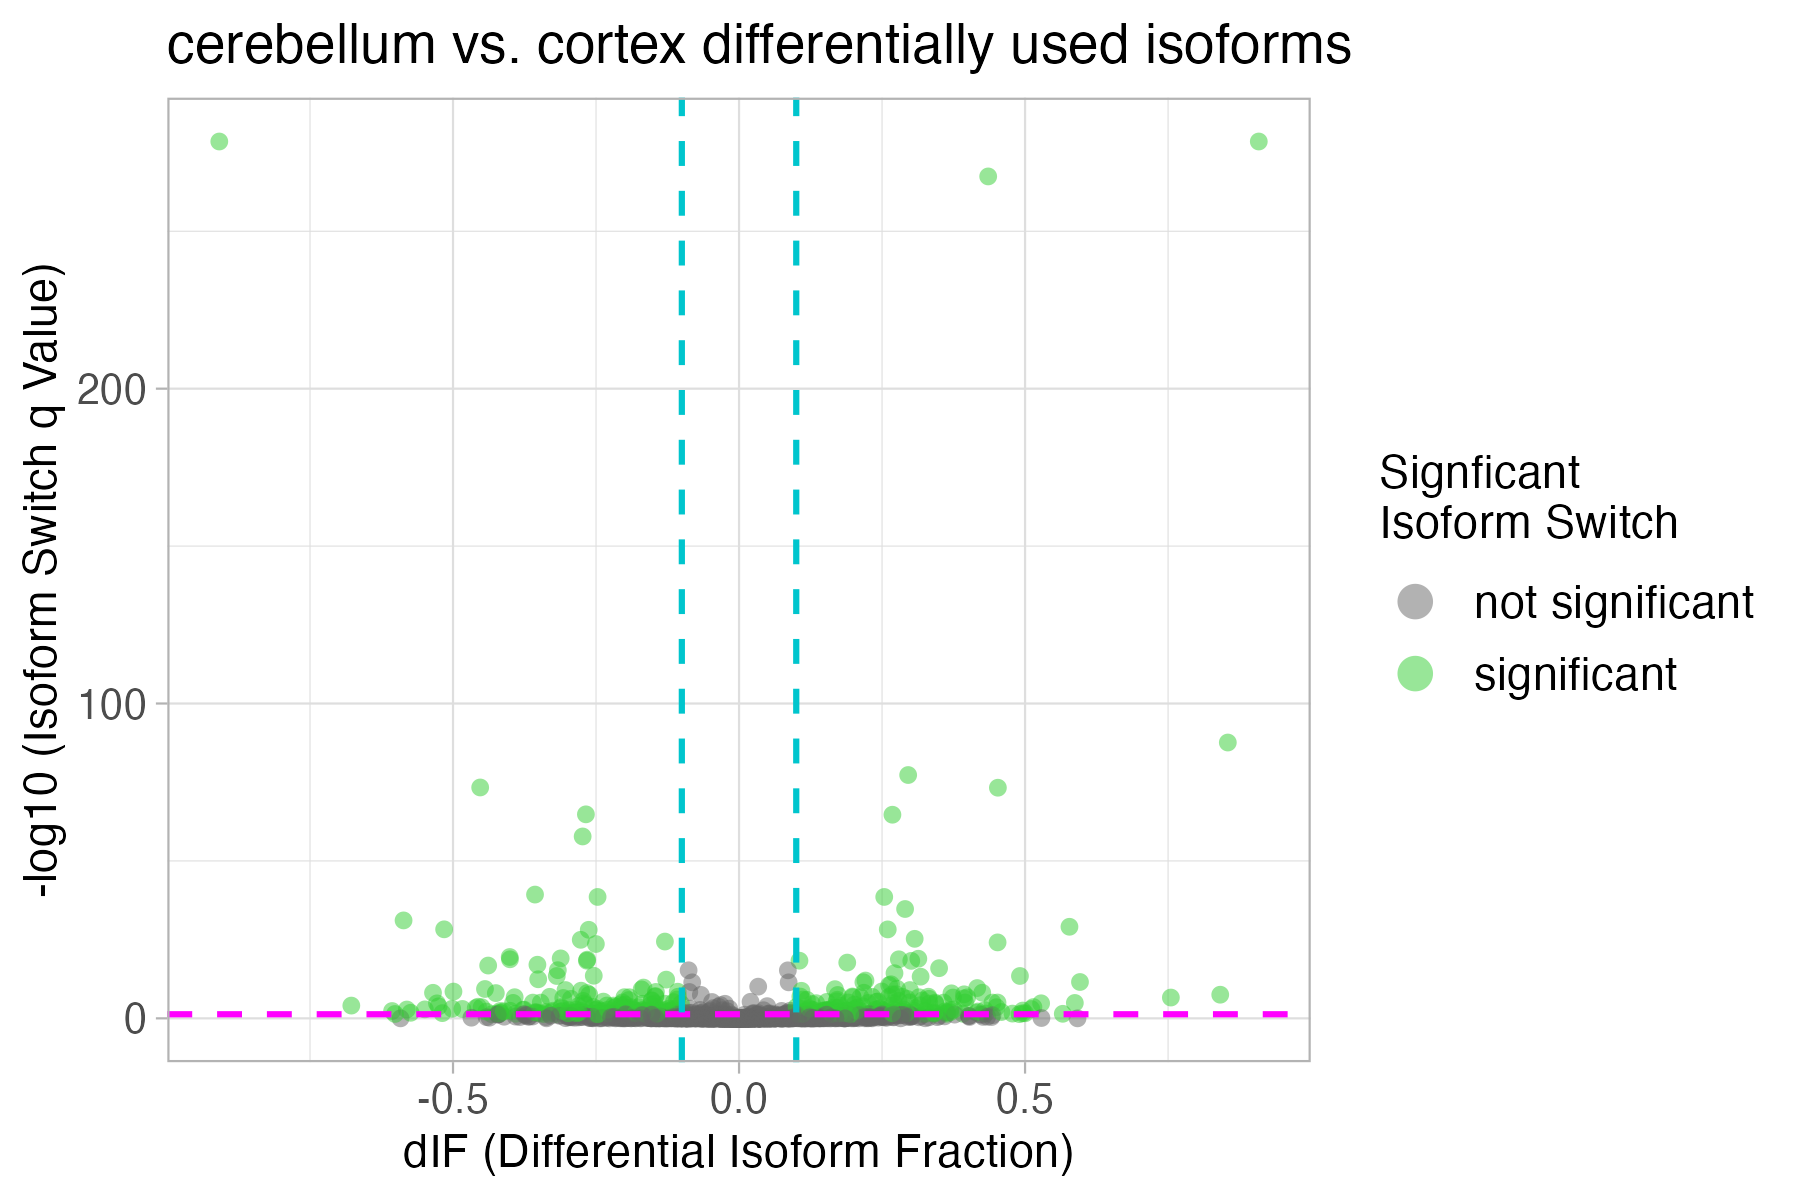 cerebellum vs. cortex differentially used isoforms
-log10 (Isoform Switch q Value)
200
100
0
-0.5
0.0
0.5
dIF (Differential Isoform Fraction)
Signficant
Isoform Switch
not significant
significant